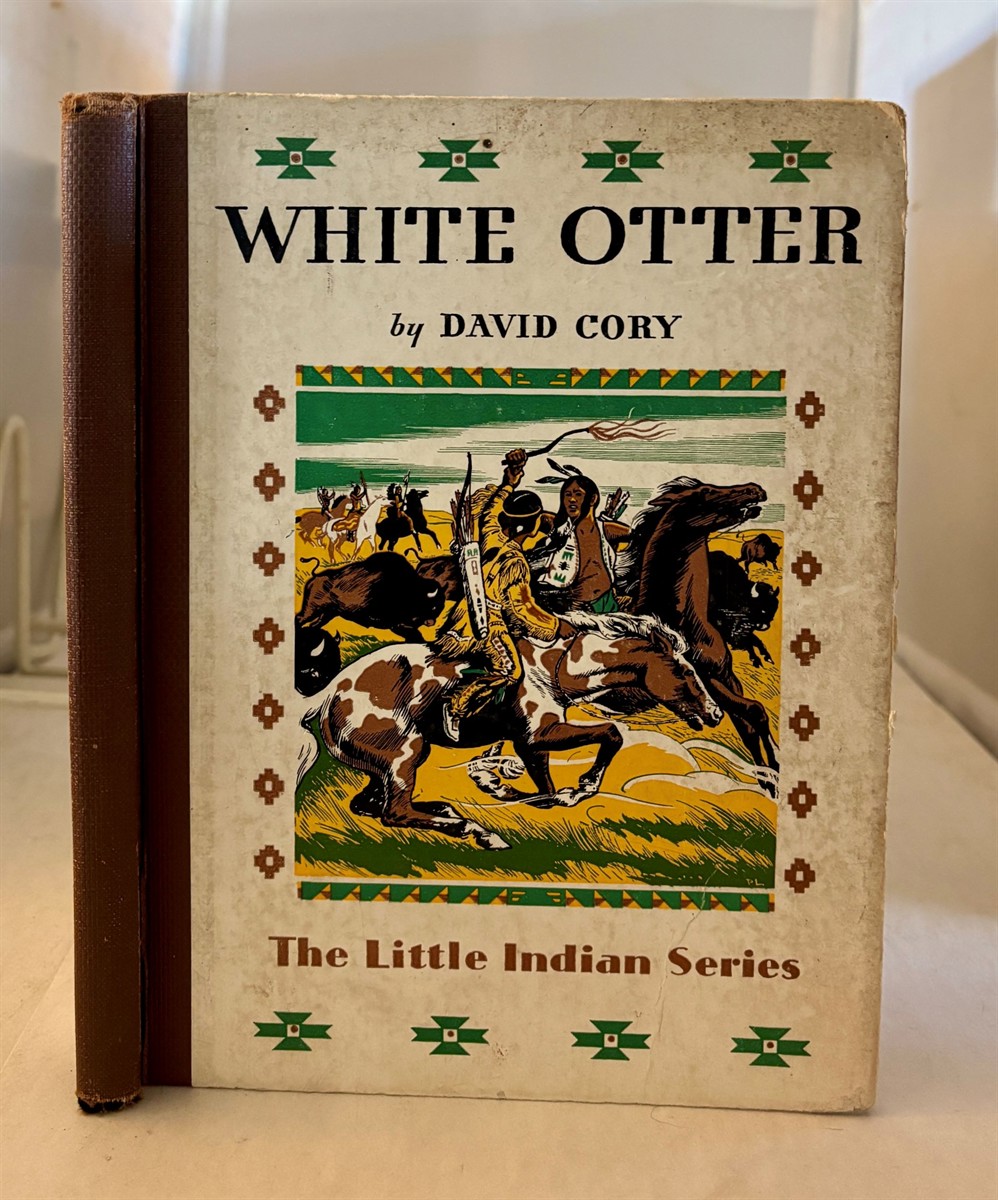 WHITE OTTER
by DAVID CORY
P.L.
The Little Indian Series